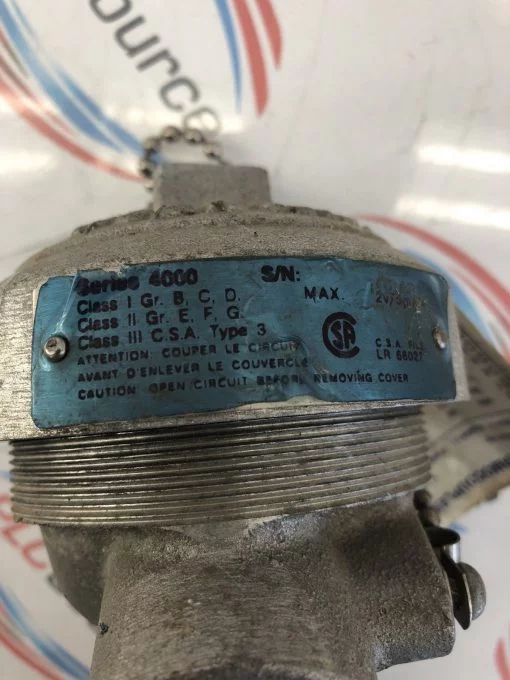 ource
Series 4000 S/N:
Class I Gr. B, C, D, MAX.
Class II Gr. E, F, G,
Class III C.S.A. Type 3 C.S.A. FILE
LR 66027
ATTENTION: COUPER LE CIRCUIT
AVANT D'ENLEVER LE COUVERCLE
CAUTION: OPEN CIRCUIT BEFORE REMOVING COVER